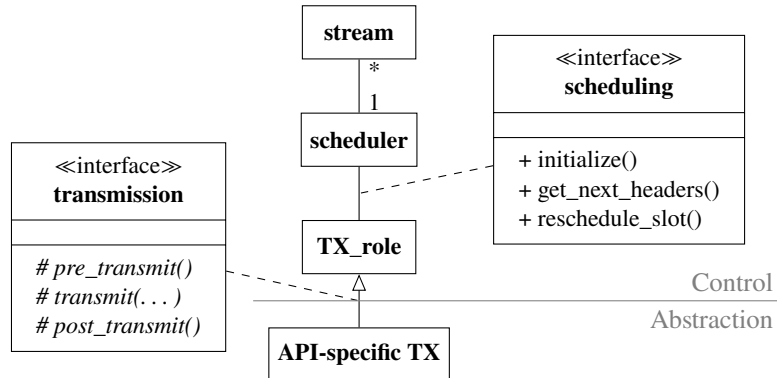 stream
*
1
scheduler
≪interface≫
scheduling
+ initialize()
+ get_next_headers()
+ reschedule_slot()
≪interface≫
transmission
# pre_transmit()
# transmit(. . . )
# post_transmit()
TX_role
Control
Abstraction
API-specific TX